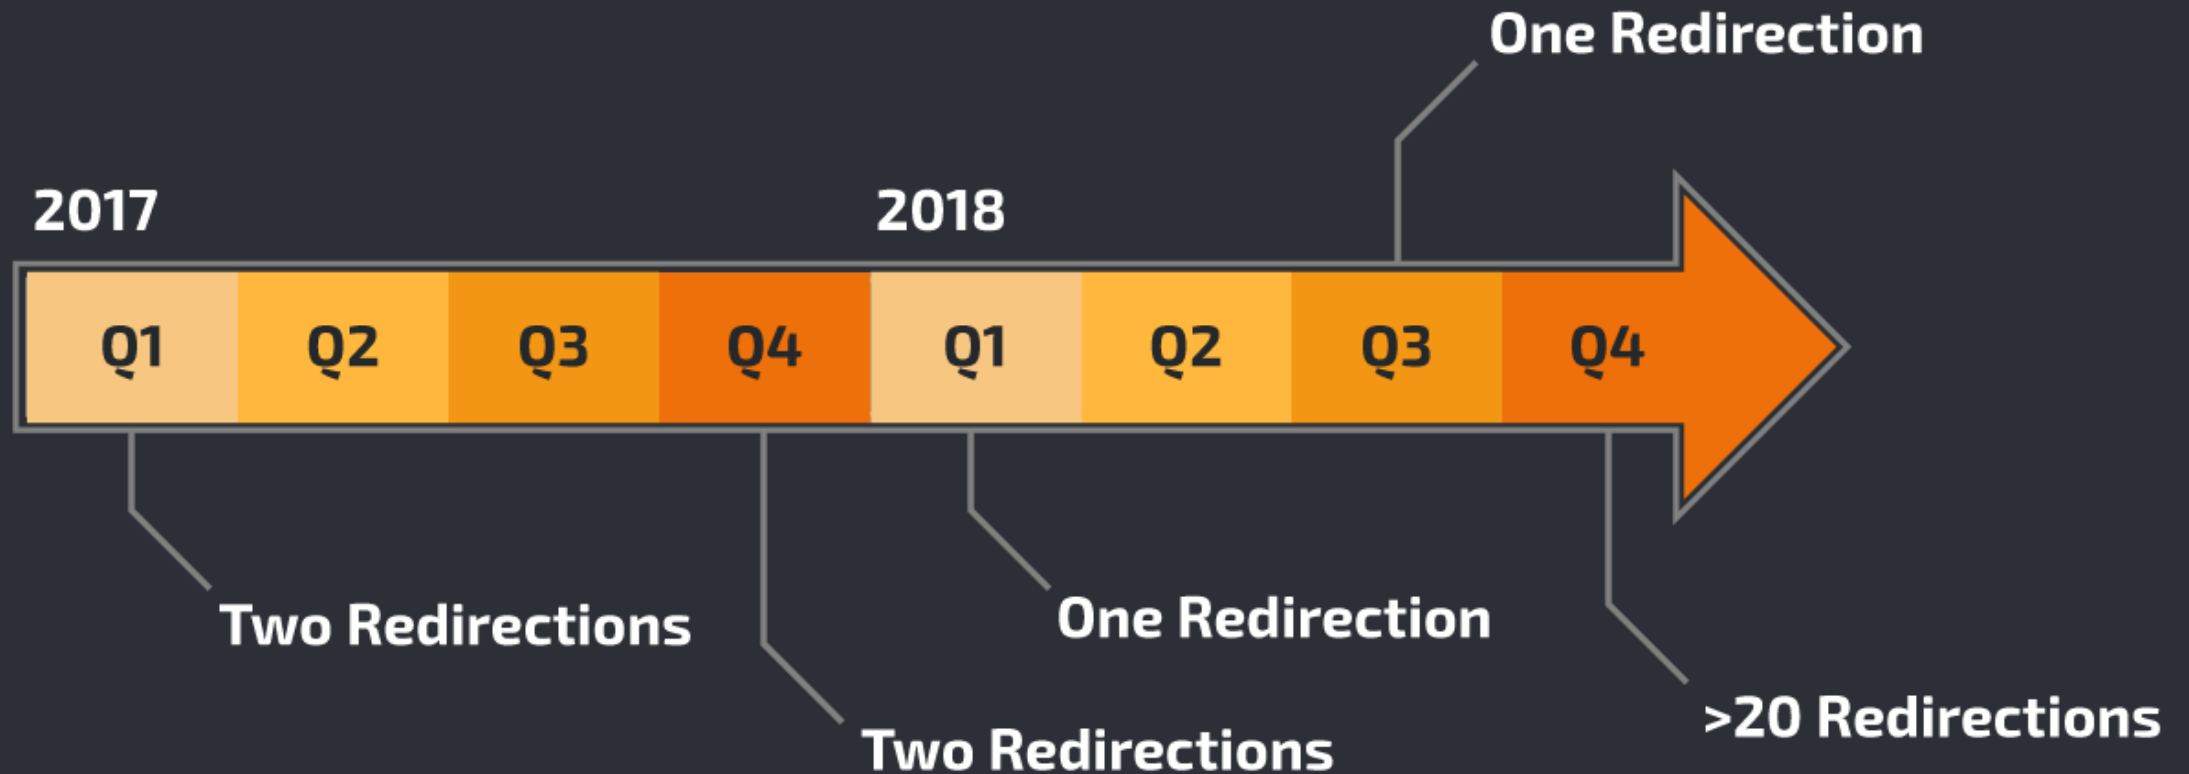 One Redirection
2017
2018
Q1
Q2
Q3
Q4
Q1
Q2
Q3
Q4
Two Redirections
One Redirection
>20 Redirections
Two Redirections